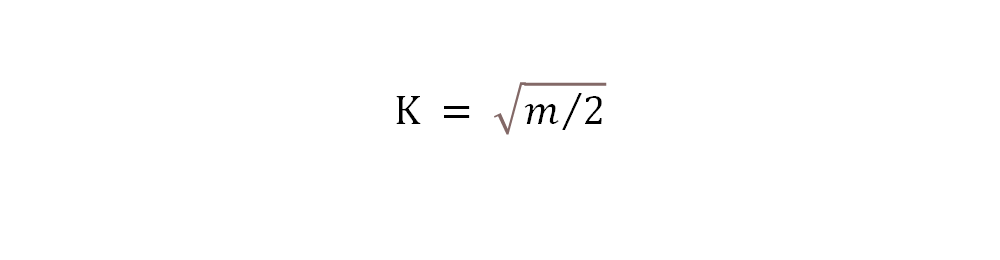 K = √m/2